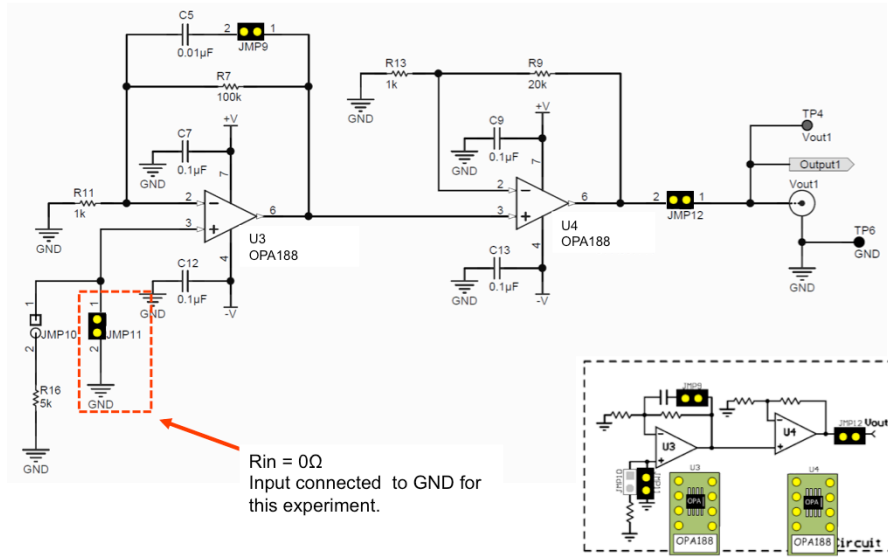 C5
0.01µF
2
1
JMP9
R7
100k
+V
C7
0.1µF
GND
7
R11
1k
GND
2
3
6
U3
OPA188
4
C12
0.1µF
GND
-V
1
JMP10
2
R16
5k
GND
1
JMP11
2
GND
R13
1k
GND
R9
20k
+V
C9
0.1µF
GND
7
2
3
6
U4
OPA188
4
C13
0.1µF
GND
-V
2
1
JMP12
TP4
Vout1
Output1
Vout1
TP6
GND
GND
Rin = 0Ω
Input connected to GND for
this experiment.
JMP9
U3
U4
JMP12
Vout
JMP10
JMP11
U3
OPA
OPA188
U4
OPA
OPA188
Circuit